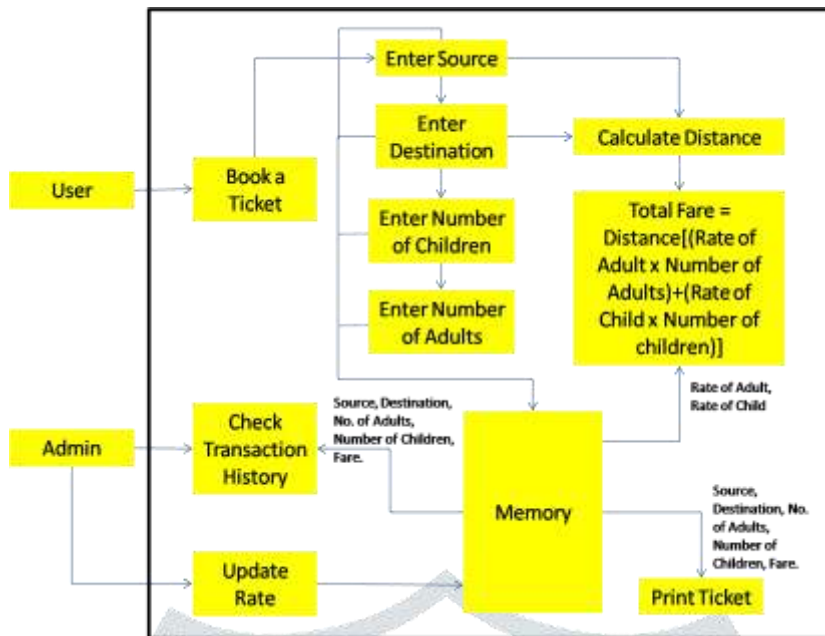 Enter Source
Enter
Destination
Calculate Distance
User
Book a
Ticket
Enter Number
of Children
Total Fare =
Distance[(Rate of
Adult x Number of
Adults)+(Rate of
Child x Number of
children)]
Enter Number
of Adults
Rate of Adult,
Rate of Child
Source, Destination,
No. of Adults,
Number of Children,
Fare.
Admin
Check
Transaction
History
Memory
Source,
Destination, No.
of Adults,
Number of
Children, Fare.
Update
Rate
Print Ticket